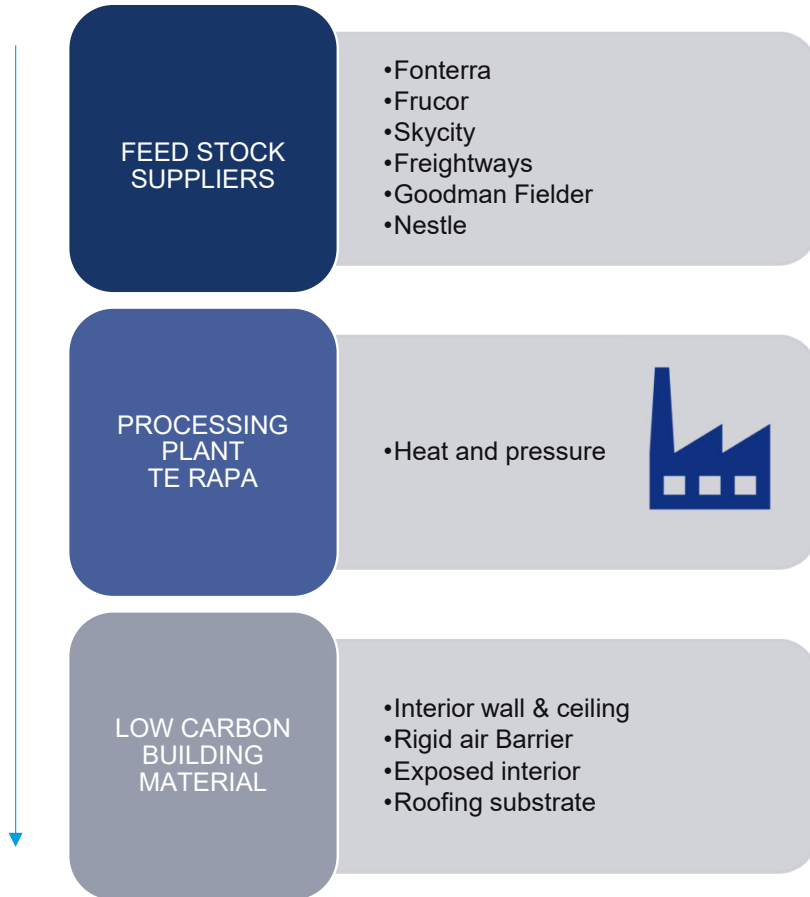 FEED STOCK
SUPPLIERS
•Fonterra
•Frucor
•Skycity
•Freightways
•Goodman Fielder
•Nestle
PROCESSING
PLANT
TE RAPA
•Heat and pressure
LOW CARBON
BUILDING
MATERIAL
•Interior wall & ceiling
•Rigid air Barrier
•Exposed interior
•Roofing substrate